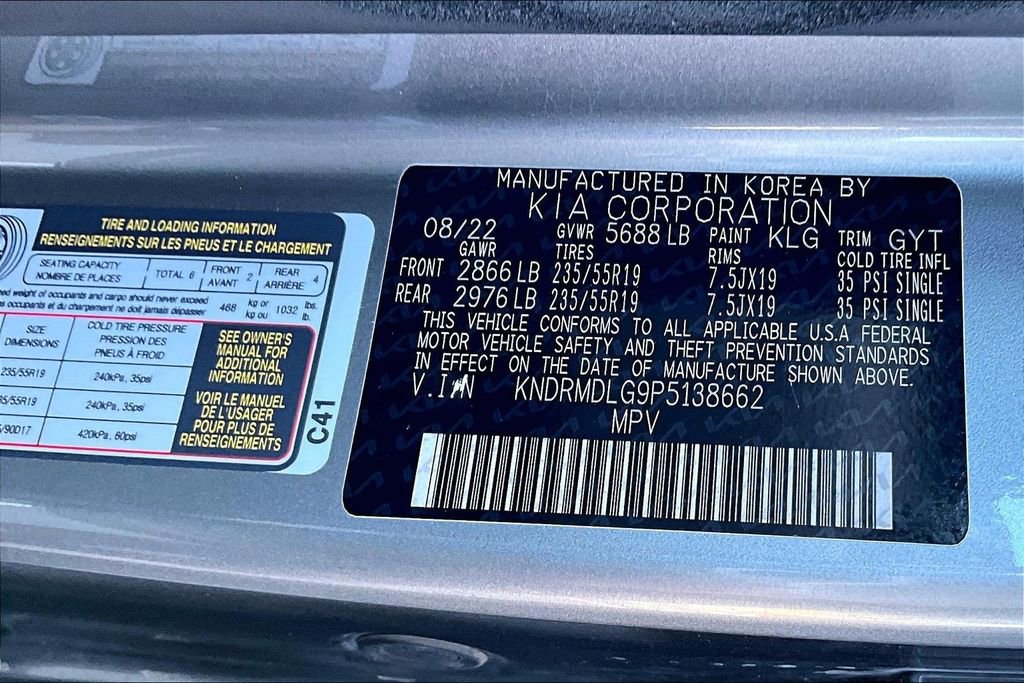 TIRE AND LOADING INFORMATION
RENSEIGNEMENTS SUR LES PNEUS ET LE CHARGEMENT
SEATING CAPACITY
NOMBRE DE PLACES
TOTAL 6
FRONT
AVANT 2
REAR
ARRIÈRE 4
weight of occupants and cargo should never exceed
occupants et du chargement ne doit jamais dépasser
468 kg or
kg ou
1032 lbs.
lb.
SIZE
DIMENSIONS
COLD TIRE PRESSURE
PRESSION DES
PNEUS À FROID
235/55R19 240kPa, 35psi
55R19 240kPa, 35psi
/90D17 420kPa, 60psi
SEE OWNER'S
MANUAL FOR
ADDITIONAL
INFORMATION
VOIR LE MANUEL
DE L'USAGER
POUR PLUS DE
RENSEIGNEMENTS
C41
MANUFACTURED IN KOREA BY
KIA CORPORATION
08/22 GVWR 5688 LB PAINT KLG TRIM GYT
GAWR TIRES RIMS COLD TIRE INFL
FRONT 2866 LB 235/55R19 7.5JX19 35 PSI SINGLE
REAR 2976 LB 235/55R19 7.5JX19 35 PSI SINGLE
THIS VEHICLE CONFORMS TO ALL APPLICABLE U.S.A FEDERAL
MOTOR VEHICLE SAFETY AND THEFT PREVENTION STANDARDS
IN EFFECT ON THE DATE OF MANUFACTURE SHOWN ABOVE.
V.I.N KNDRMDLG9P5138662
MPV